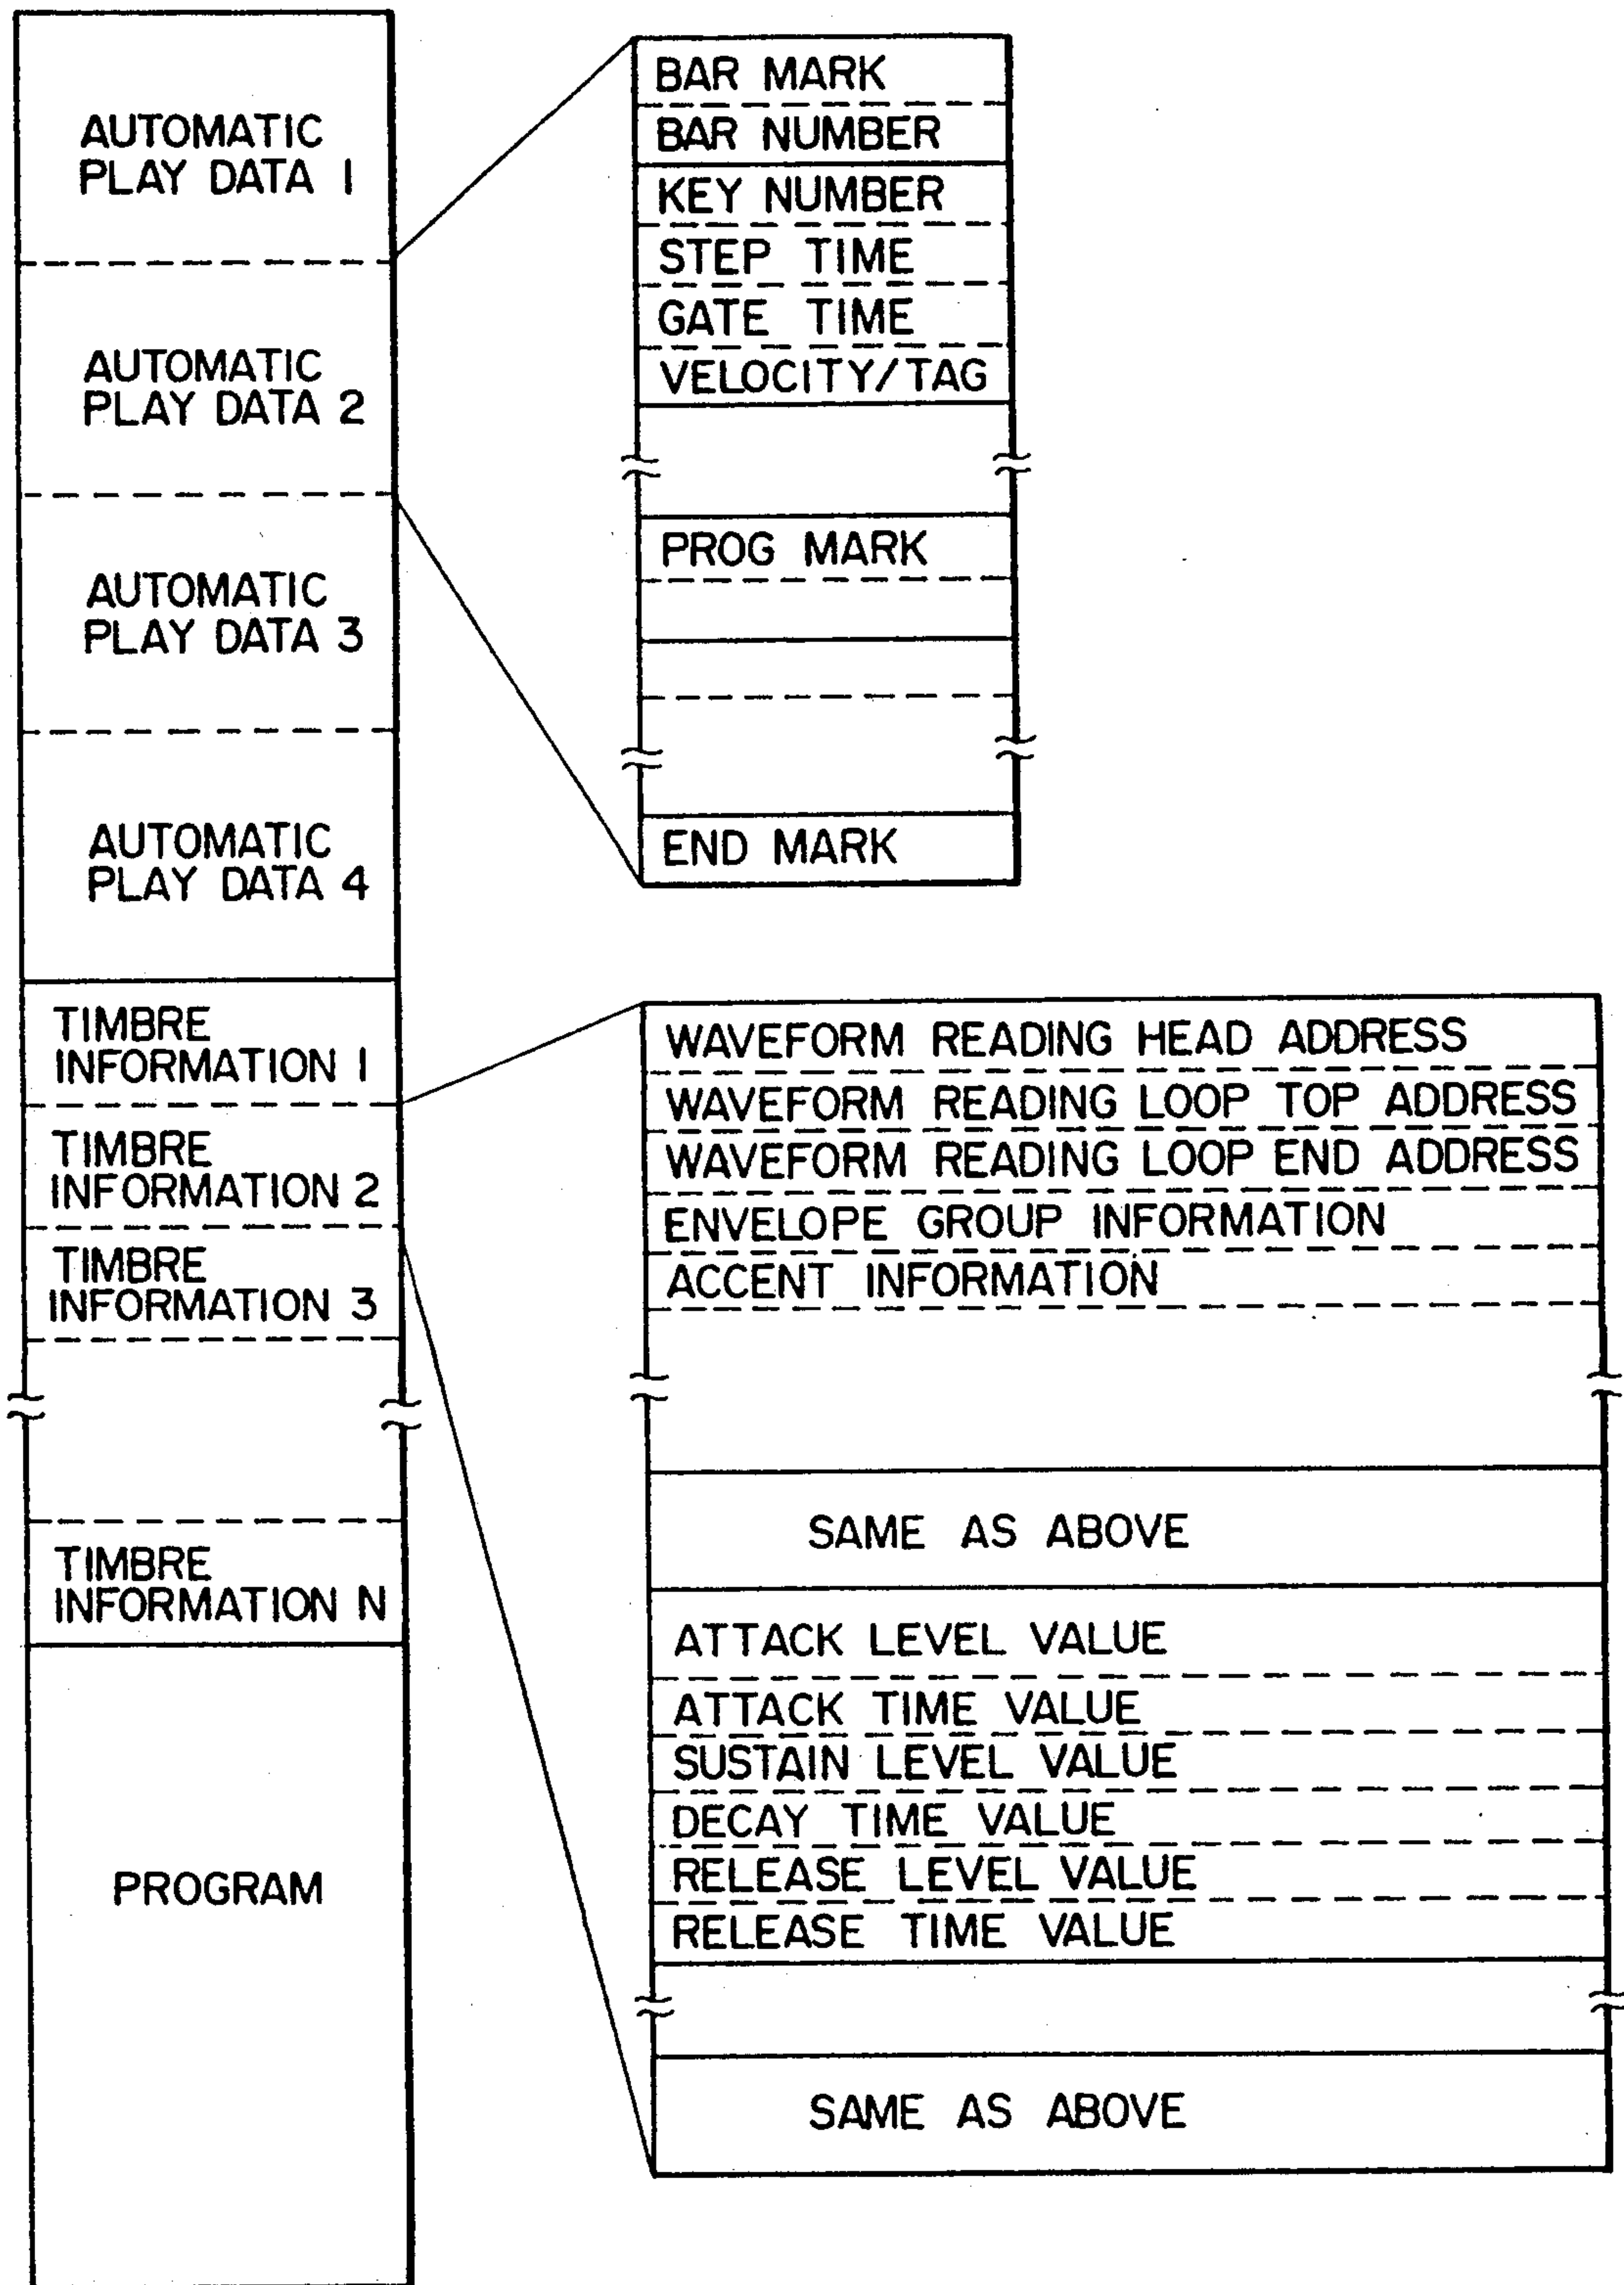 AUTOMATIC
PLAY DATA 1
AUTOMATIC
PLAY DATA 2
AUTOMATIC
PLAY DATA 3
AUTOMATIC
PLAY DATA 4
TIMBRE
INFORMATION 1
TIMBRE
INFORMATION 2
TIMBRE
INFORMATION 3
TIMBRE
INFORMATION N
PROGRAM
BAR MARK
BAR NUMBER
KEY NUMBER
STEP TIME
GATE TIME
VELOCITY/TAG
PROG MARK
END MARK
WAVEFORM READING HEAD ADDRESS
WAVEFORM READING LOOP TOP ADDRESS
WAVEFORM READING LOOP END ADDRESS
ENVELOPE GROUP INFORMATION
ACCENT INFORMATION
SAME AS ABOVE
ATTACK LEVEL VALUE
ATTACK TIME VALUE
SUSTAIN LEVEL VALUE
DECAY TIME VALUE
RELEASE LEVEL VALUE
RELEASE TIME VALUE
SAME AS ABOVE